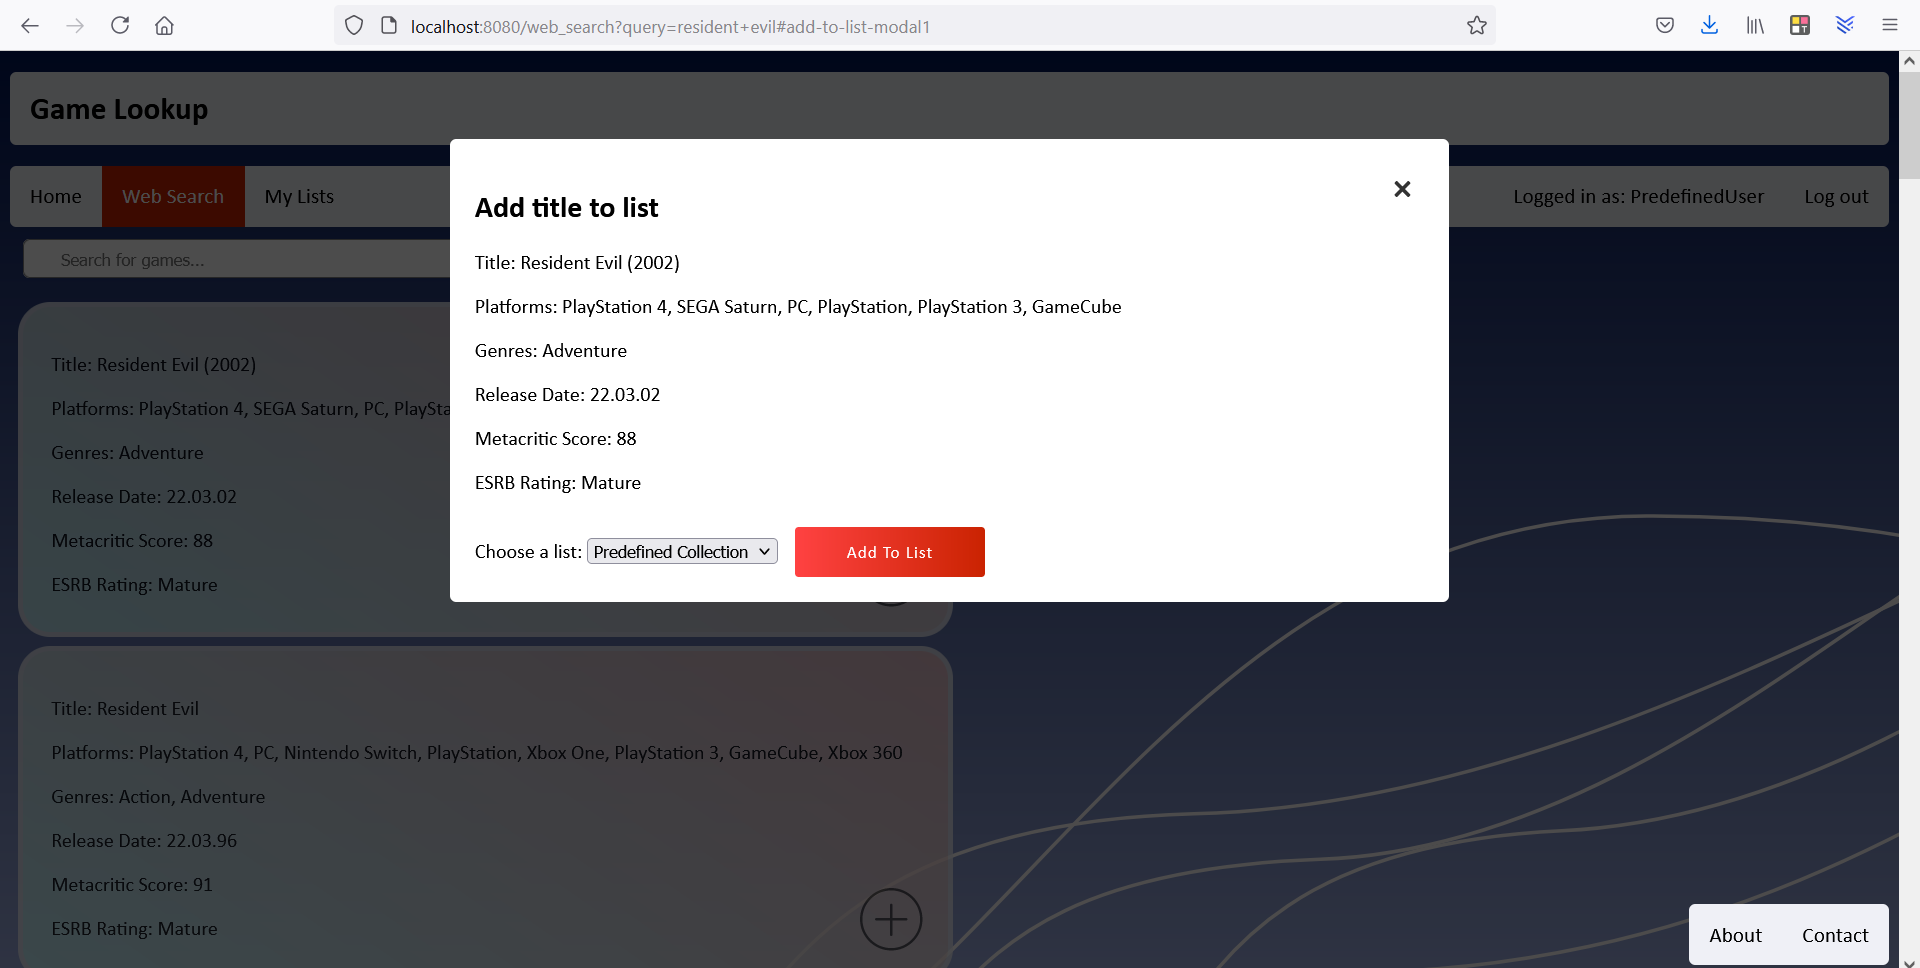 localhost:8080/web_search?query=resident+evil#add-to-list-modal1
Game Lookup
Home Web Search My Lists Logged in as: PredefinedUser Log out
Search for games...
Add title to list
Title: Resident Evil (2002)
Platforms: PlayStation 4, SEGA Saturn, PC, PlayStation, PlayStation 3, GameCube
Genres: Adventure
Release Date: 22.03.02
Metacritic Score: 88
ESRB Rating: Mature
Choose a list: Predefined Collection Add To List
Title: Resident Evil (2002)
Platforms: PlayStation 4, SEGA Saturn, PC, PlaySta
Genres: Adventure
Release Date: 22.03.02
Metacritic Score: 88
ESRB Rating: Mature
Title: Resident Evil
Platforms: PlayStation 4, PC, Nintendo Switch, PlayStation, Xbox One, PlayStation 3, GameCube, Xbox 360
Genres: Action, Adventure
Release Date: 22.03.96
Metacritic Score: 91
ESRB Rating: Mature
About Contact